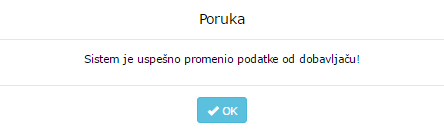 Poruka
Sistem je uspešno promenio podatke od dobavljaču!
OK